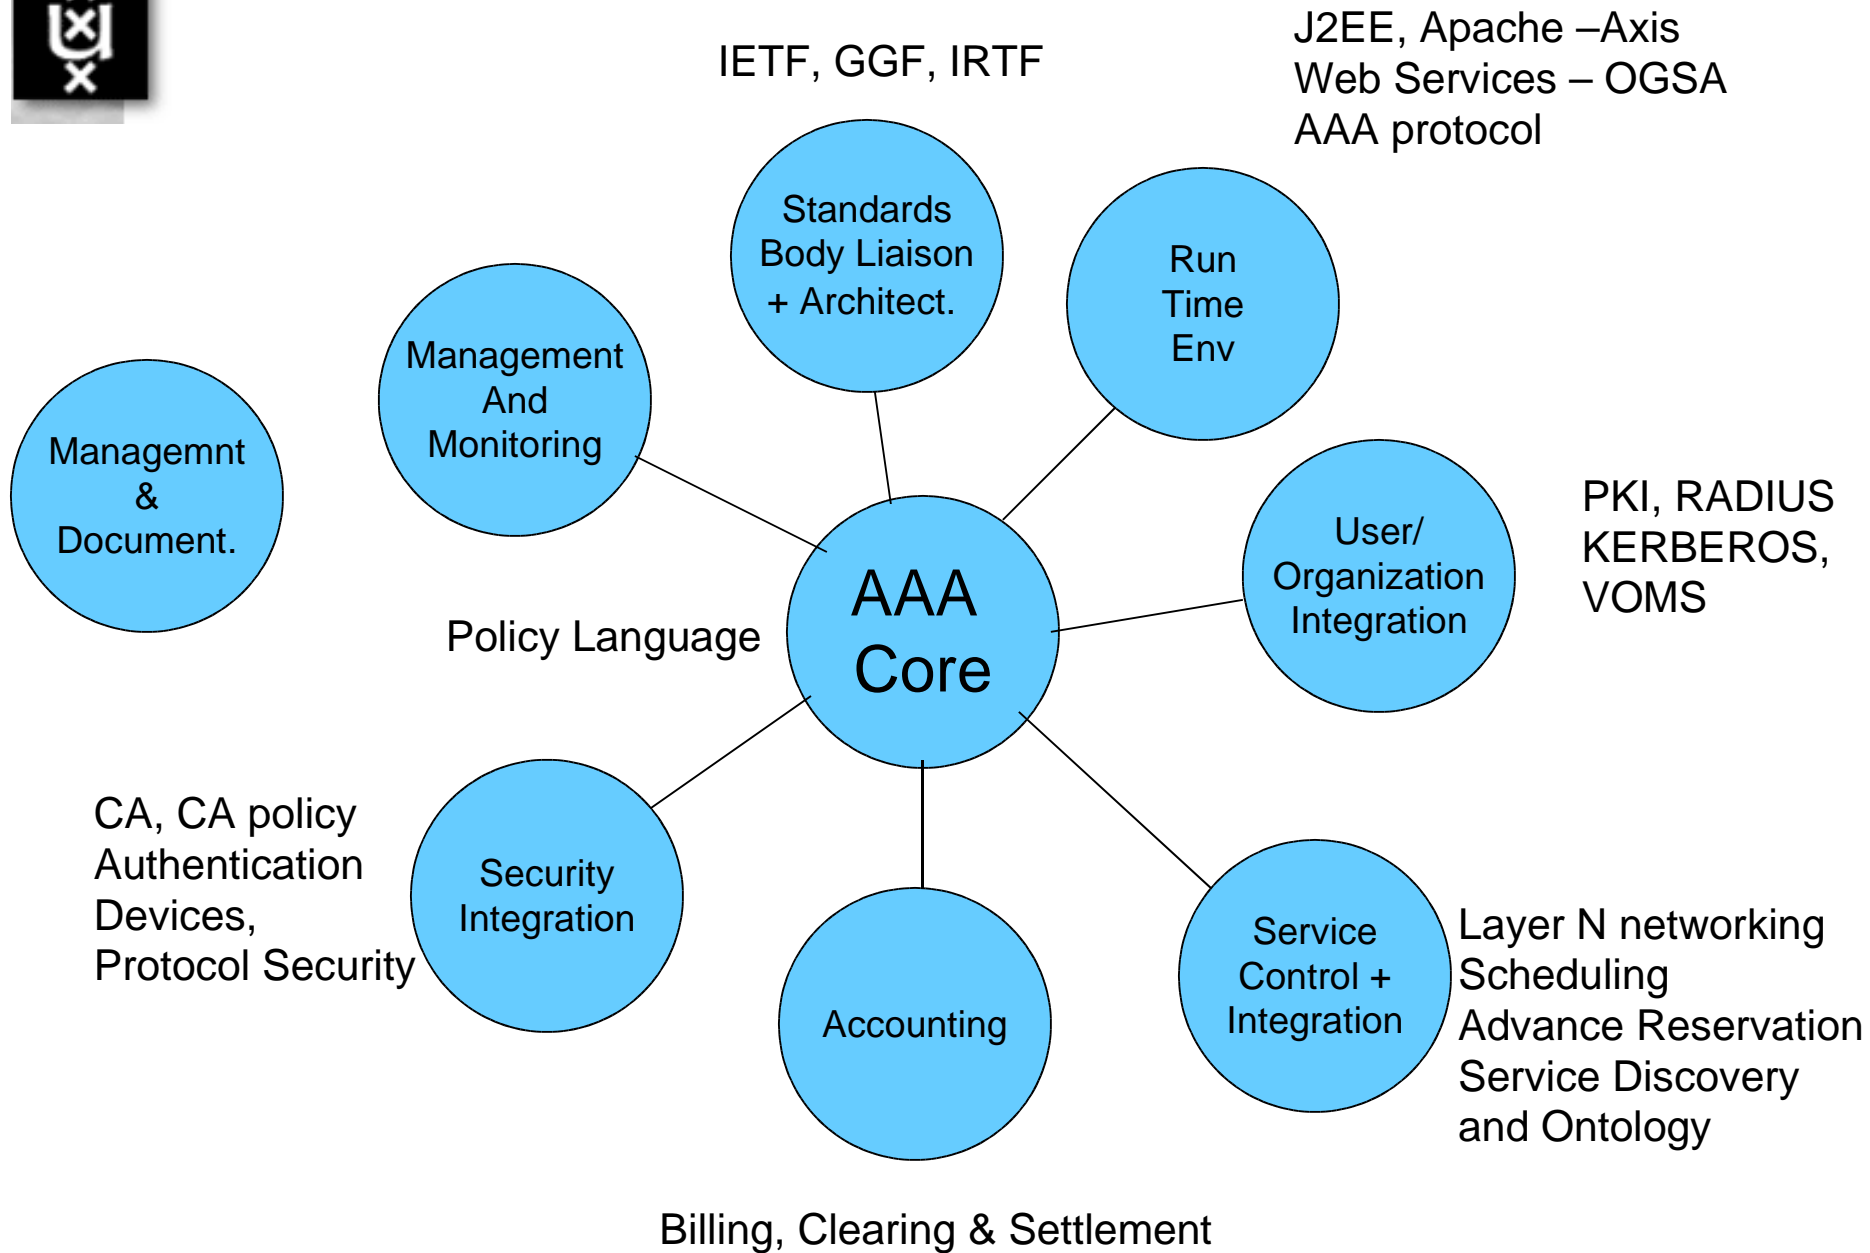 IETF, GGF, IRTF
J2EE, Apache –Axis
Web Services – OGSA
AAA protocol
Standards
Body Liaison
+ Architect.
Run
Time
Env
Management
And
Monitoring
Managemnt
&
Document.
User/
Organization
Integration
PKI, RADIUS
KERBEROS,
VOMS
AAA
Core
Policy Language
CA, CA policy
Authentication
Devices,
Protocol Security
Security
Integration
Accounting
Service
Control +
Integration
Layer N networking
Scheduling
Advance Reservation
Service Discovery
and Ontology
Billing, Clearing & Settlement